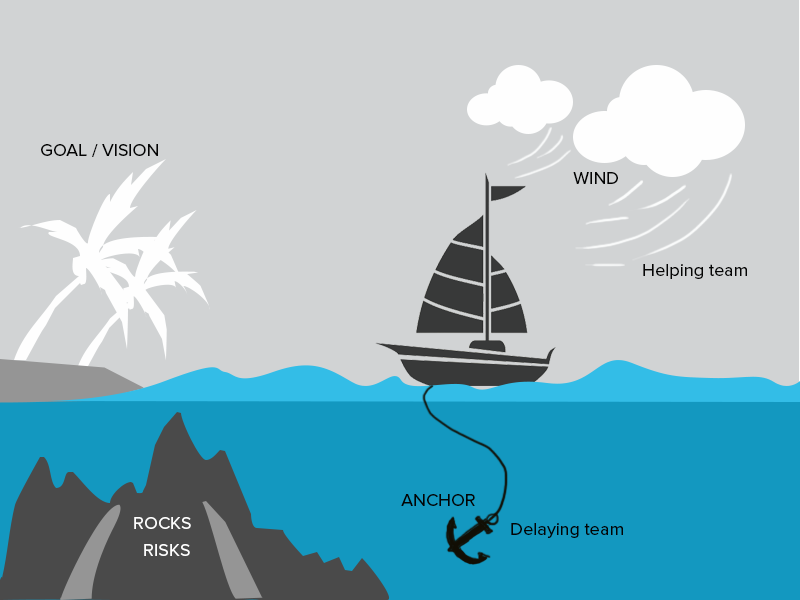 GOAL / VISION
WIND
Helping team
ANCHOR
Delaying team
ROCKS
RISKS